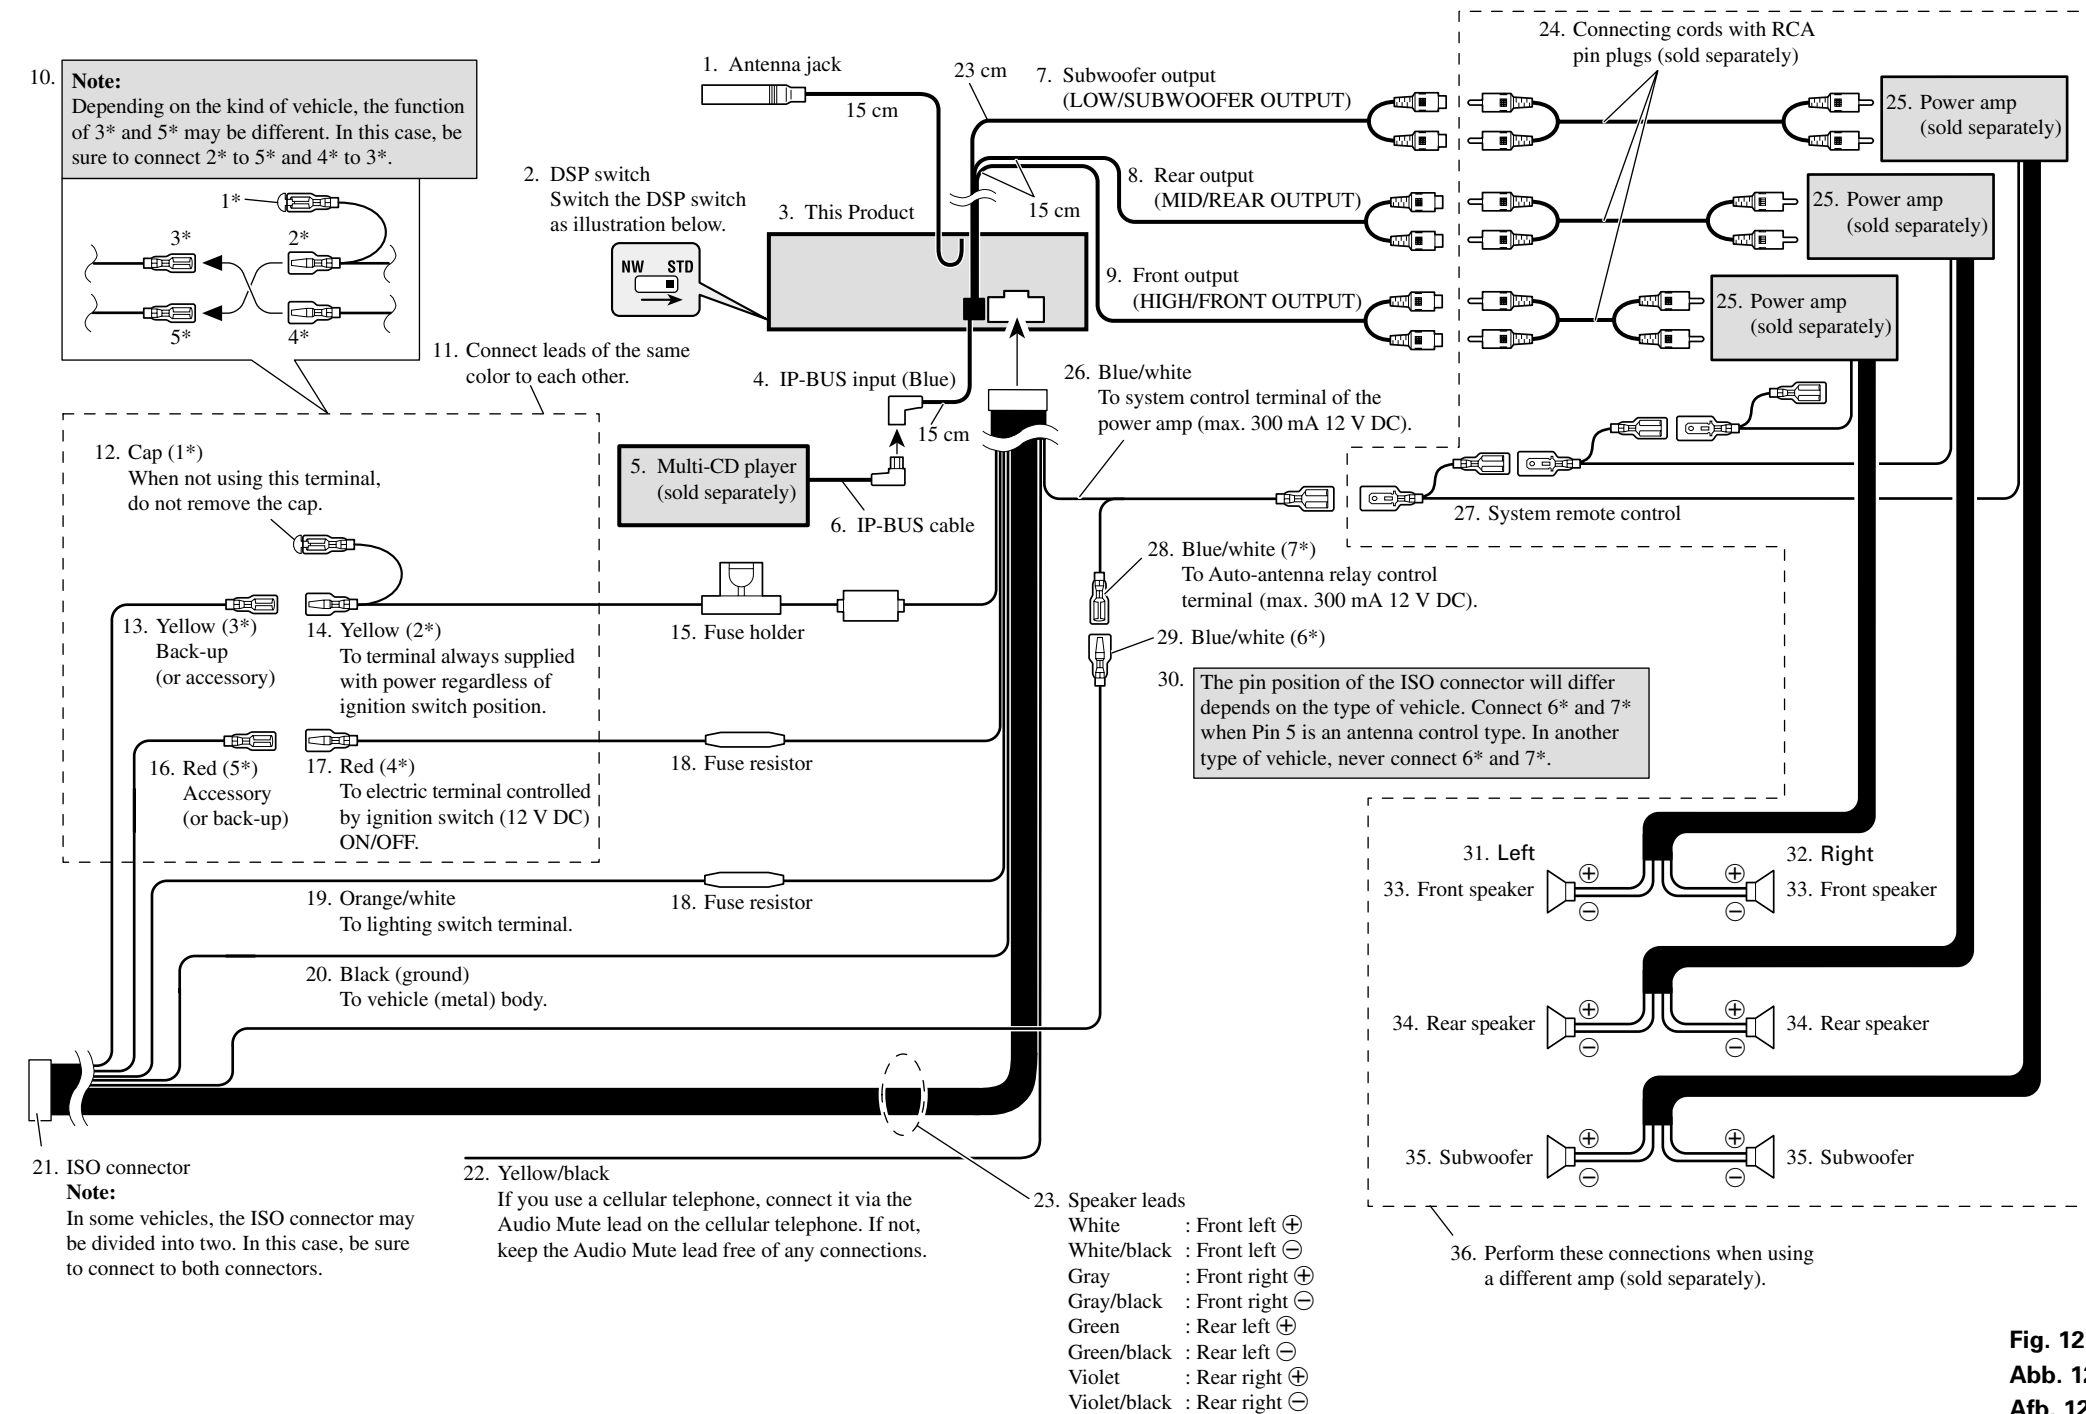 10. Note:
Depending on the kind of vehicle, the function
of 3* and 5* may be different. In this case, be
sure to connect 2* to 5* and 4* to 3*.
1*
3*
2*
5*
4*
1. Antenna jack
15 cm
2. DSP switch
Switch the DSP switch
as illustration below.
NW STD
3. This Product
23 cm
7. Subwoofer output
(LOW/SUBWOOFER OUTPUT)
8. Rear output
(MID/REAR OUTPUT)
15 cm
9. Front output
(HIGH/FRONT OUTPUT)
24. Connecting cords with RCA
pin plugs (sold separately)
25. Power amp
(sold separately)
25. Power amp
(sold separately)
25. Power amp
(sold separately)
11. Connect leads of the same
color to each other.
4. IP-BUS input (Blue)
15 cm
5. Multi-CD player
(sold separately)
6. IP-BUS cable
26. Blue/white
To system control terminal of the
power amp (max. 300 mA 12 V DC).
27. System remote control
12. Cap (1*)
When not using this terminal,
do not remove the cap.
13. Yellow (3*)
Back-up
(or accessory)
14. Yellow (2*)
To terminal always supplied
with power regardless of
ignition switch position.
15. Fuse holder
28. Blue/white (7*)
To Auto-antenna relay control
terminal (max. 300 mA 12 V DC).
29. Blue/white (6*)
30. The pin position of the ISO connector will differ
depends on the type of vehicle. Connect 6* and 7*
when Pin 5 is an antenna control type. In another
type of vehicle, never connect 6* and 7*.
16. Red (5*)
Accessory
(or back-up)
17. Red (4*)
To electric terminal controlled
by ignition switch (12 V DC)
ON/OFF.
18. Fuse resistor
19. Orange/white
To lighting switch terminal.
18. Fuse resistor
20. Black (ground)
To vehicle (metal) body.
31. Left
32. Right
33. Front speaker
⊕
⊖
⊕
⊖
33. Front speaker
34. Rear speaker
⊕
⊖
⊕
⊖
34. Rear speaker
35. Subwoofer
⊕
⊖
⊕
⊖
35. Subwoofer
21. ISO connector
Note:
In some vehicles, the ISO connector may
be divided into two. In this case, be sure
to connect to both connectors.
22. Yellow/black
If you use a cellular telephone, connect it via the
Audio Mute lead on the cellular telephone. If not,
keep the Audio Mute lead free of any connections.
23. Speaker leads
White : Front left ⊕
White/black : Front left ⊖
Gray : Front right ⊕
Gray/black : Front right ⊖
Green : Rear left ⊕
Green/black : Rear left ⊖
Violet : Rear right ⊕
Violet/black : Rear right ⊖
36. Perform these connections when using
a different amp (sold separately).
Fig. 12
Abb. 12
Afb. 12